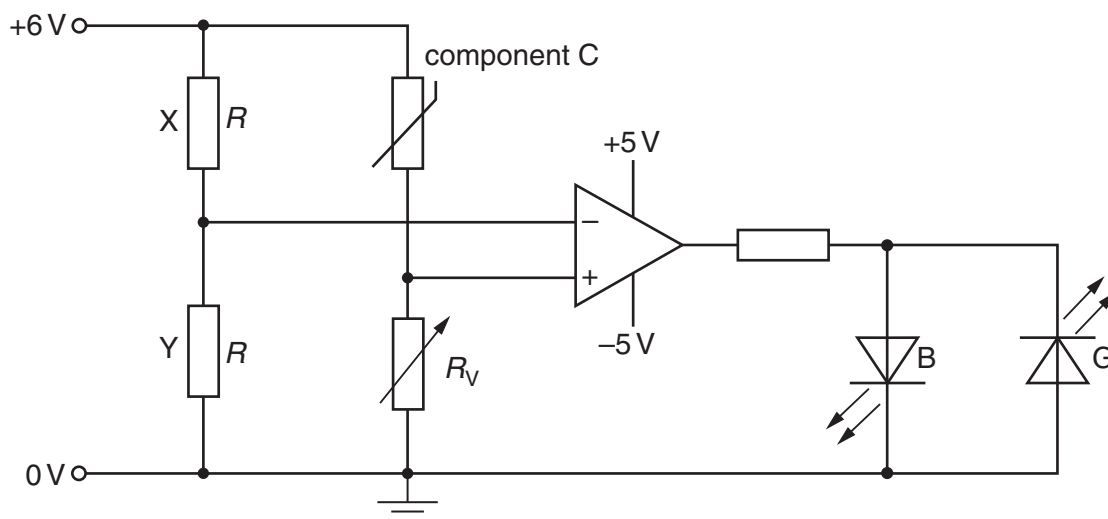 +6 V
component C
X R
+5 V
–
+
–5 V
Y R
R_V
B
G
0 V